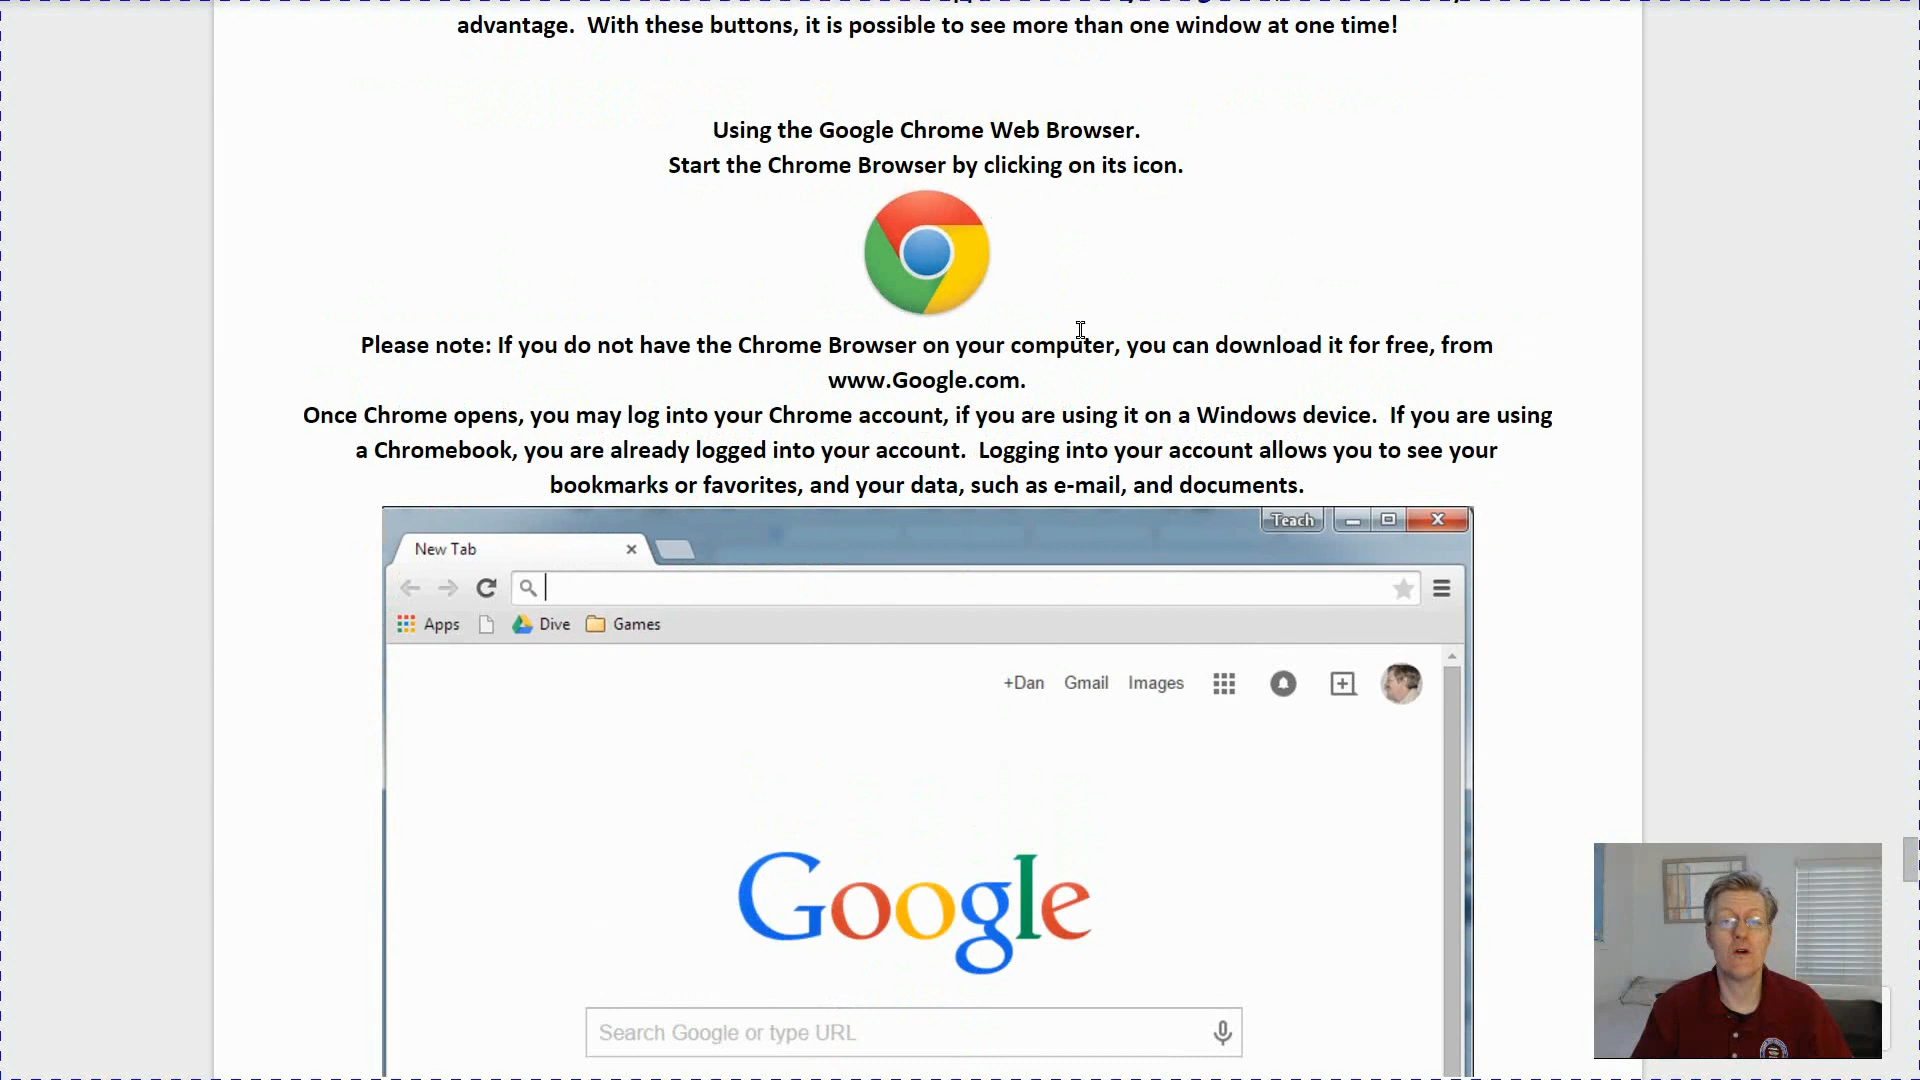 advantage.  With these buttons, it is possible to see more than one window at one time!
Using the Google Chrome Web Browser.
Start the Chrome Browser by clicking on its icon.
Please note: If you do not have the Chrome Browser on your computer, you can download it for free, from
www.Google.com.
Once Chrome opens, you may log into your Chrome account, if you are using it on a Windows device.  If you are using
a Chromebook, you are already logged into your account.  Logging into your account allows you to see your
bookmarks or favorites, and your data, such as e-mail, and documents.
Teach
New Tab
Apps Dive Games
+Dan Gmail Images
Google
Search Google or type URL